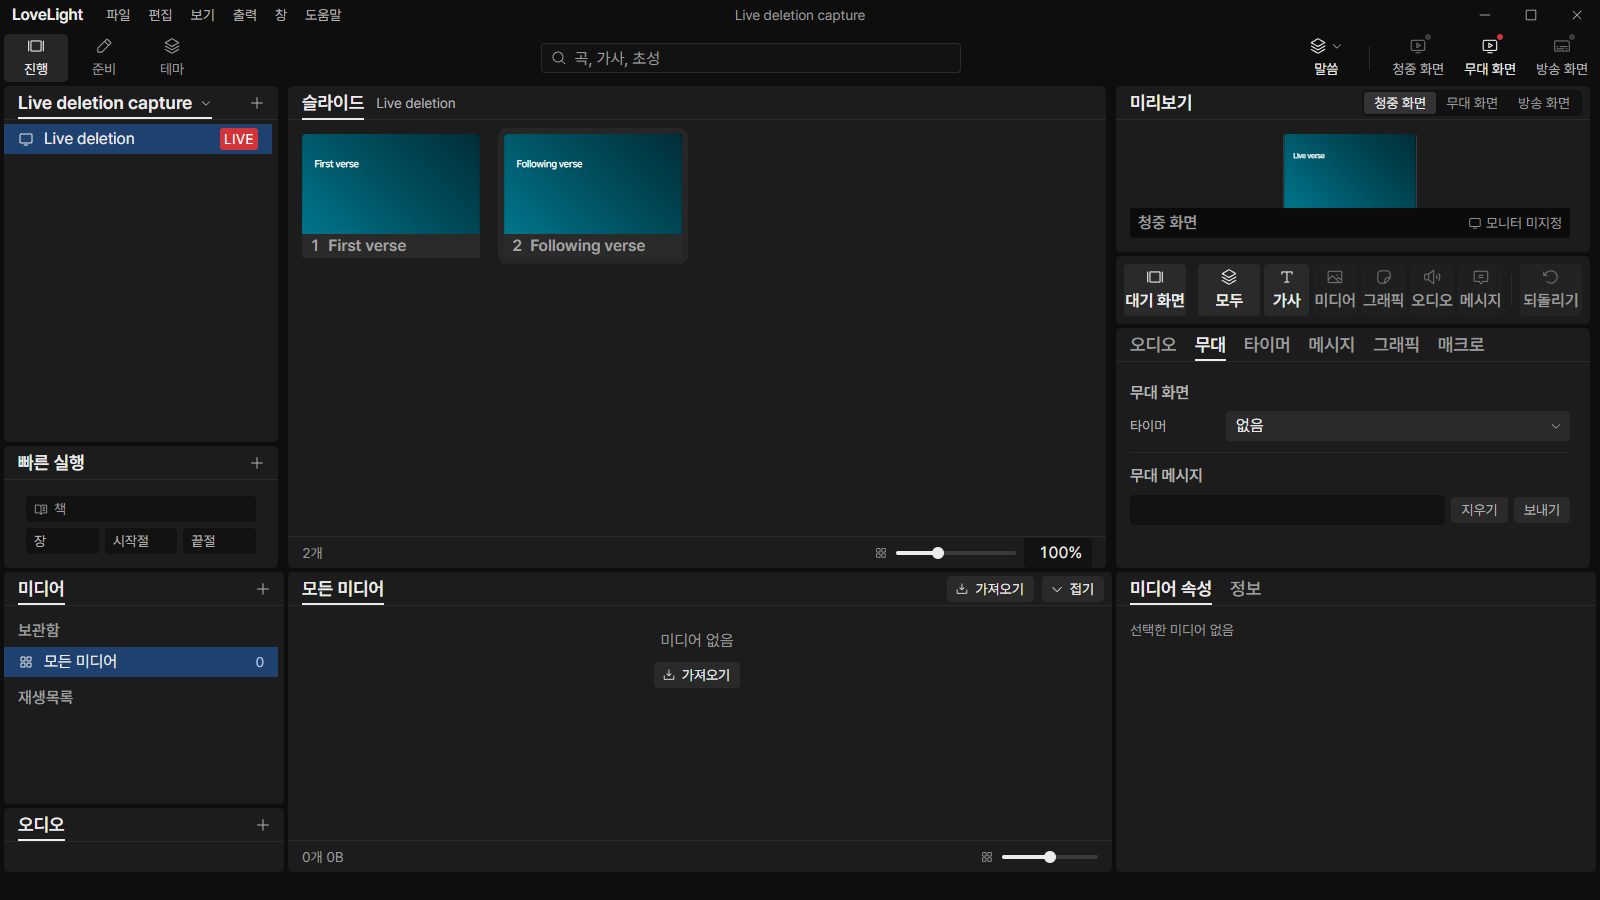 LoveLight 파일 편집 보기 출력 창 도움말
Live deletion capture
진행 준비 테마
곡, 가사, 초성
말씀 청중 화면 무대 화면 방송 화면
Live deletion capture
Live deletion LIVE
슬라이드 Live deletion
First verse
1 First verse
Following verse
2 Following verse
2개 100%
미리보기 청중 화면 무대 화면 방송 화면
Live verse
청중 화면 모니터 미지정
대기 화면 모두 가사 미디어 그래픽 오디오 메시지 되돌리기
오디오 무대 타이머 메시지 그래픽 매크로
무대 화면
타이머 없음
무대 메시지
지우기 보내기
빠른 실행
책
장 시작절 끝절
미디어
보관함
모든 미디어 0
재생목록
오디오
모든 미디어 가져오기 접기
미디어 없음
가져오기
0개 0B
미디어 속성 정보
선택한 미디어 없음